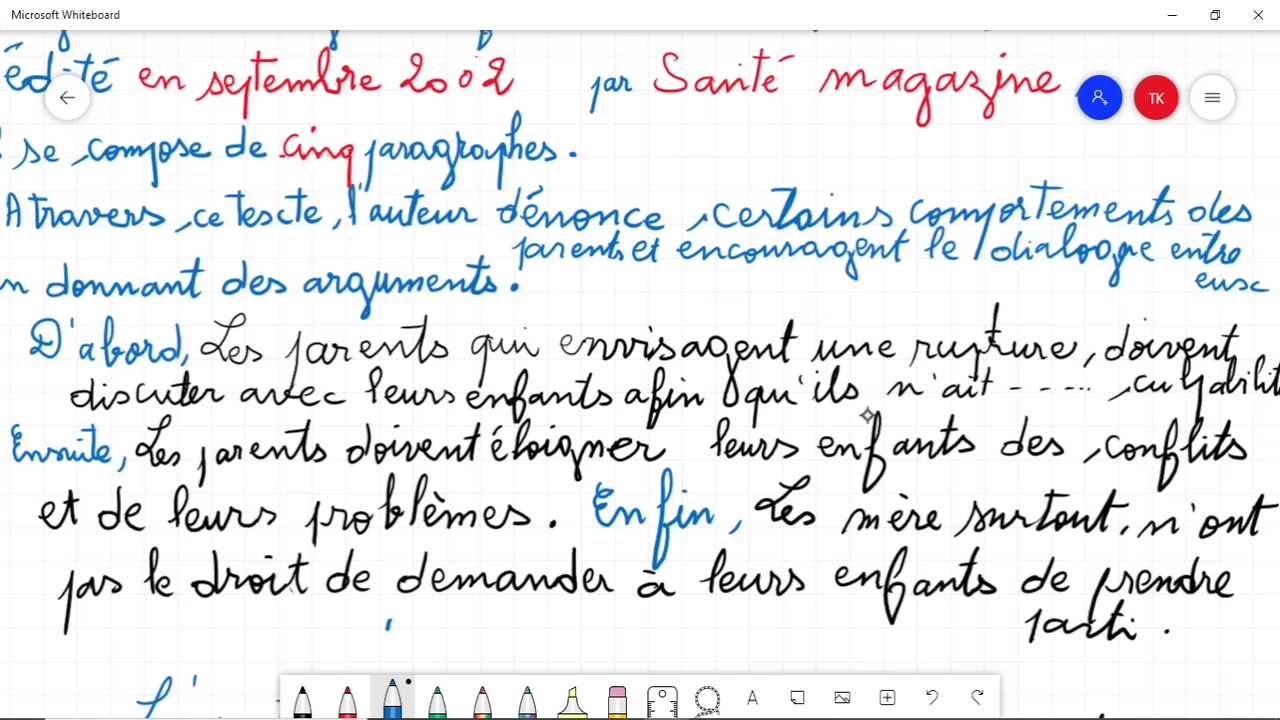 Microsoft Whiteboard
édité en septembre 2002 par Santé magazine
se compose de cinq paragraphes.
A travers ce texte, l'auteur dénonce certains comportements des
parents et encouragent le dialogue entre
eux
n donnant des arguments.
D'abord, Les parents qui envisagent une rupture, doivent
discuter avec leurs enfants afin qu'ils n'ait - - - .... culpabilit
Ensuite, Les parents doivent éloigner leurs enfants des conflits
et de leurs problèmes. Enfin, Les mère surtout, n'ont
pas le droit de demander à leurs enfants de prendre
parti.
L'
TK
A